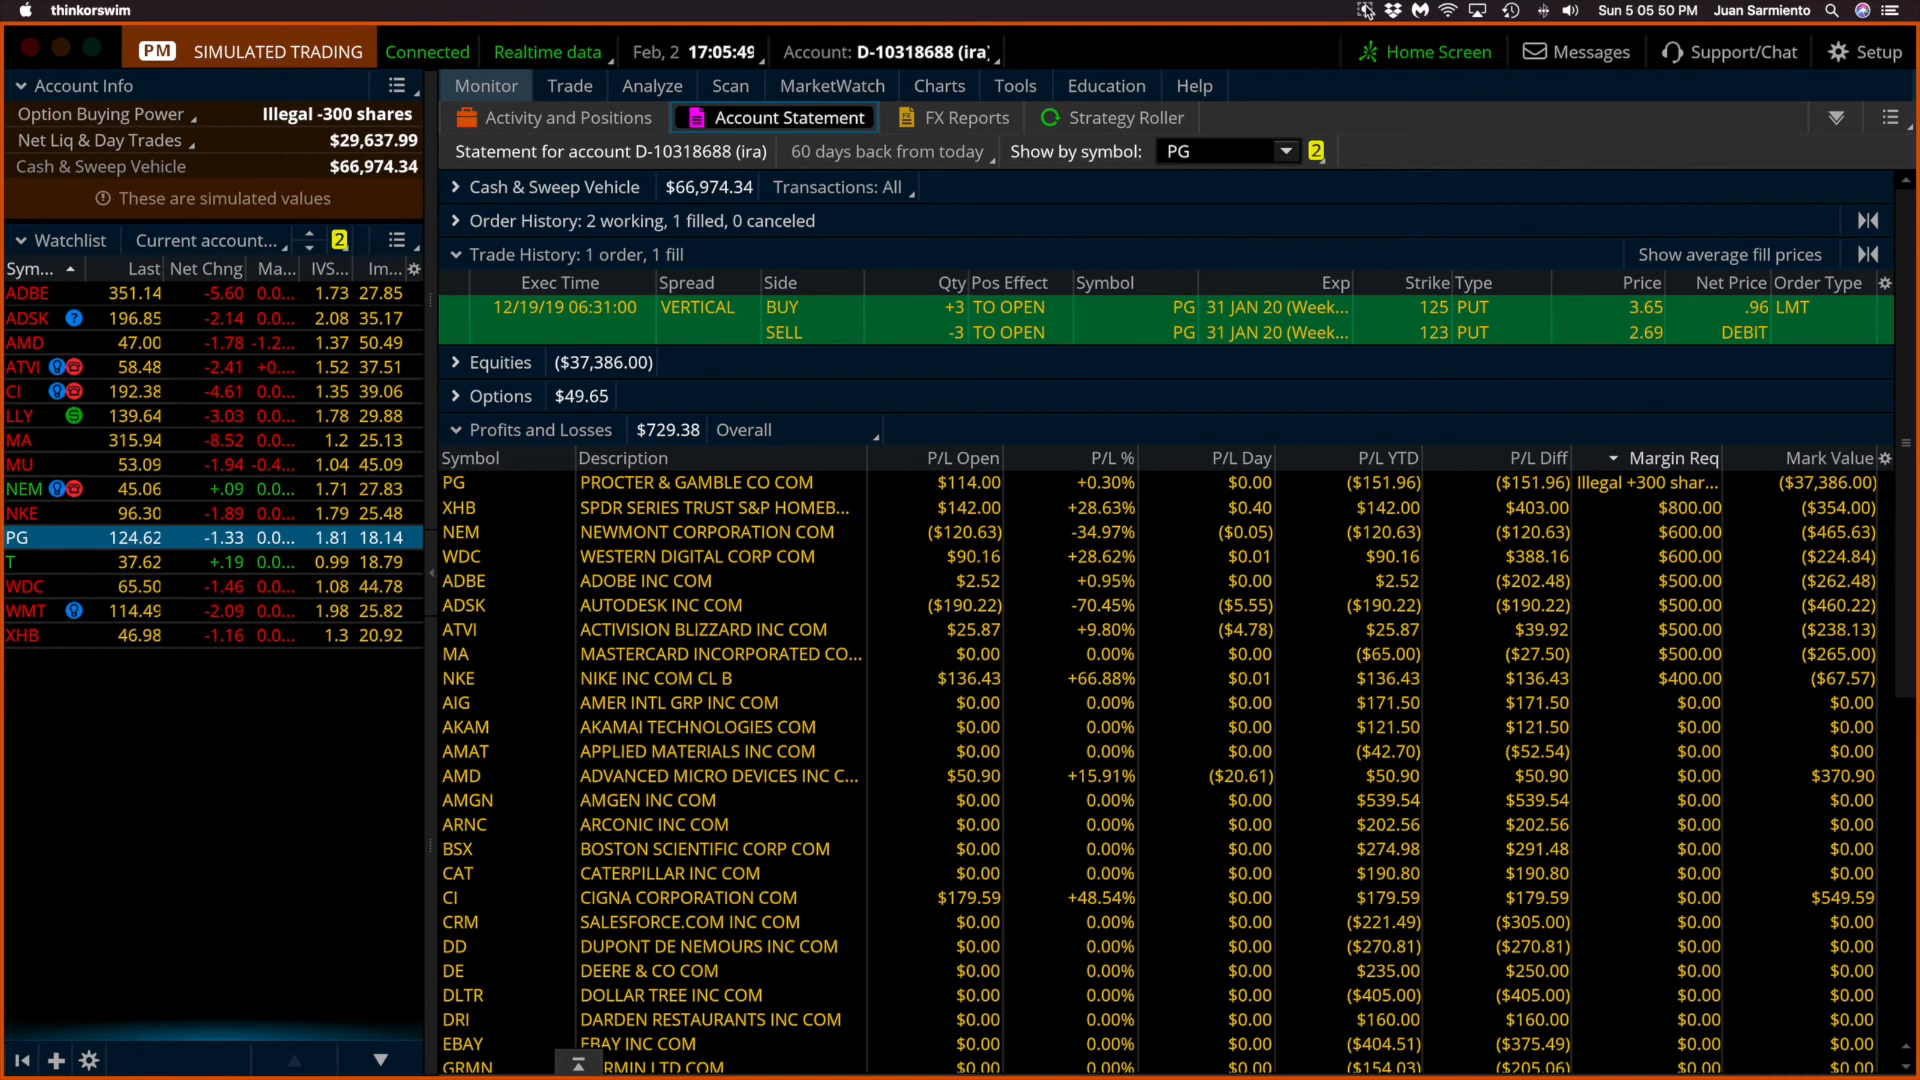 thinkorswim
Sun 5 05 50 PM Juan Sarmiento
PM SIMULATED TRADING Connected Realtime data Feb, 2 17:05:49 Account: D-10318688 (ira) Home Screen Messages Support/Chat Setup
Account Info
Option Buying Power Illegal -300 shares
Net Liq & Day Trades $29,637.99
Cash & Sweep Vehicle $66,974.34
These are simulated values
Watchlist Current account... 2
Sym... Last Net Chng Ma... IVS... Im...
ADBE 351.14 -5.60 0.0... 1.73 27.85
ADSK 196.85 -2.14 0.0... 2.08 35.17
AMD 47.00 -1.78 -1.2... 1.37 50.49
ATVI 58.48 -2.41 +0.... 1.52 37.51
CI 192.38 -4.61 0.0... 1.35 39.06
LLY 139.64 -3.03 0.0... 1.78 29.88
MA 315.94 -8.52 0.0... 1.2 25.13
MU 53.09 -1.94 -0.4... 1.04 45.09
NEM 45.06 +.09 0.0... 1.71 27.83
NKE 96.30 -1.89 0.0... 1.79 25.48
PG 124.62 -1.33 0.0... 1.81 18.14
T 37.62 +.19 0.0... 0.99 18.79
WDC 65.50 -1.46 0.0... 1.08 44.78
WMT 114.49 -2.09 0.0... 1.98 25.82
XHB 46.98 -1.16 0.0... 1.3 20.92
Monitor Trade Analyze Scan MarketWatch Charts Tools Education Help
Activity and Positions Account Statement FX Reports Strategy Roller
Statement for account D-10318688 (ira) 60 days back from today Show by symbol: PG 2
Cash & Sweep Vehicle $66,974.34 Transactions: All
Order History: 2 working, 1 filled, 0 canceled
Trade History: 1 order, 1 fill Show average fill prices
Exec Time Spread Side Qty Pos Effect Symbol Exp Strike Type Price Net Price Order Type
12/19/19 06:31:00 VERTICAL BUY +3 TO OPEN PG 31 JAN 20 (Week... 125 PUT 3.65 .96 LMT
SELL -3 TO OPEN PG 31 JAN 20 (Week... 123 PUT 2.69 DEBIT
Equities ($37,386.00)
Options $49.65
Profits and Losses $729.38 Overall
Symbol Description P/L Open P/L % P/L Day P/L YTD P/L Diff Margin Req Mark Value
PG PROCTER & GAMBLE CO COM $114.00 +0.30% $0.00 ($151.96) ($151.96) Illegal +300 shar... ($37,386.00)
XHB SPDR SERIES TRUST S&P HOMEB... $142.00 +28.63% $0.40 $142.00 $403.00 $800.00 ($354.00)
NEM NEWMONT CORPORATION COM ($120.63) -34.97% ($0.05) ($120.63) ($120.63) $600.00 ($465.63)
WDC WESTERN DIGITAL CORP COM $90.16 +28.62% $0.01 $90.16 $388.16 $600.00 ($224.84)
ADBE ADOBE INC COM $2.52 +0.95% $0.00 $2.52 ($202.48) $500.00 ($262.48)
ADSK AUTODESK INC COM ($190.22) -70.45% ($5.55) ($190.22) ($190.22) $500.00 ($460.22)
ATVI ACTIVISION BLIZZARD INC COM $25.87 +9.80% ($4.78) $25.87 $39.92 $500.00 ($238.13)
MA MASTERCARD INCORPORATED CO... $0.00 0.00% $0.00 ($65.00) ($27.50) $500.00 ($265.00)
NKE NIKE INC COM CL B $136.43 +66.88% $0.01 $136.43 $136.43 $400.00 ($67.57)
AIG AMER INTL GRP INC COM $0.00 0.00% $0.00 $171.50 $171.50 $0.00 $0.00
AKAM AKAMAI TECHNOLOGIES COM $0.00 0.00% $0.00 $121.50 $121.50 $0.00 $0.00
AMAT APPLIED MATERIALS INC COM $0.00 0.00% $0.00 ($42.70) ($52.54) $0.00 $0.00
AMD ADVANCED MICRO DEVICES INC C... $50.90 +15.91% ($20.61) $50.90 $50.90 $0.00 $370.90
AMGN AMGEN INC COM $0.00 0.00% $0.00 $539.54 $539.54 $0.00 $0.00
ARNC ARCONIC INC COM $0.00 0.00% $0.00 $202.56 $202.56 $0.00 $0.00
BSX BOSTON SCIENTIFIC CORP COM $0.00 0.00% $0.00 $274.98 $291.48 $0.00 $0.00
CAT CATERPILLAR INC COM $0.00 0.00% $0.00 $190.80 $190.80 $0.00 $0.00
CI CIGNA CORPORATION COM $179.59 +48.54% $0.00 $179.59 $179.59 $0.00 $549.59
CRM SALESFORCE.COM INC COM $0.00 0.00% $0.00 ($221.49) ($305.00) $0.00 $0.00
DD DUPONT DE NEMOURS INC COM $0.00 0.00% $0.00 ($270.81) ($270.81) $0.00 $0.00
DE DEERE & CO COM $0.00 0.00% $0.00 $235.00 $250.00 $0.00 $0.00
DLTR DOLLAR TREE INC COM $0.00 0.00% $0.00 ($405.00) ($405.00) $0.00 $0.00
DRI DARDEN RESTAURANTS INC COM $0.00 0.00% $0.00 $160.00 $160.00 $0.00 $0.00
EBAY EBAY INC COM $0.00 0.00% $0.00 ($404.51) ($375.49) $0.00 $0.00
GRMN RMIN LTD COM $0.00 0.00% $0.00 ($154.03) ($205.06) $0.00 $0.00